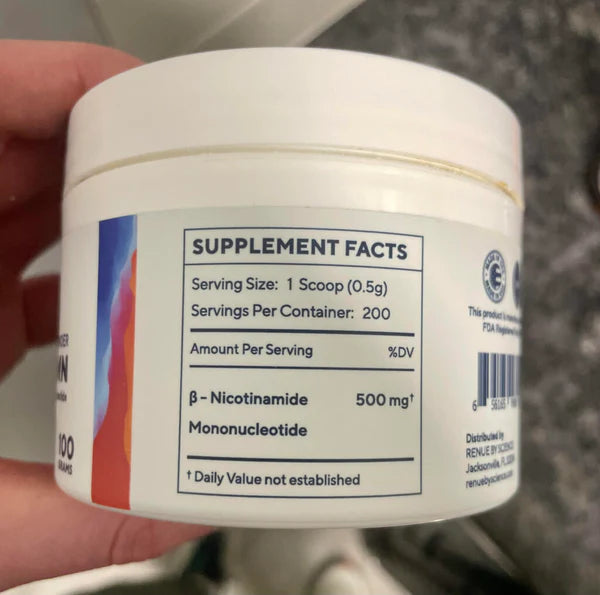 SUPPLEMENT FACTS
Serving Size: 1 Scoop (0.5g)
Servings Per Container: 200
Amount Per Serving %DV
β - Nicotinamide 500 mg†
Mononucleotide
† Daily Value not established
100
GRAMS
This product is
FDA Registered
Distributed by
RENUE BY SCIENCE
Jacksonville, FL
renuebyscience.com